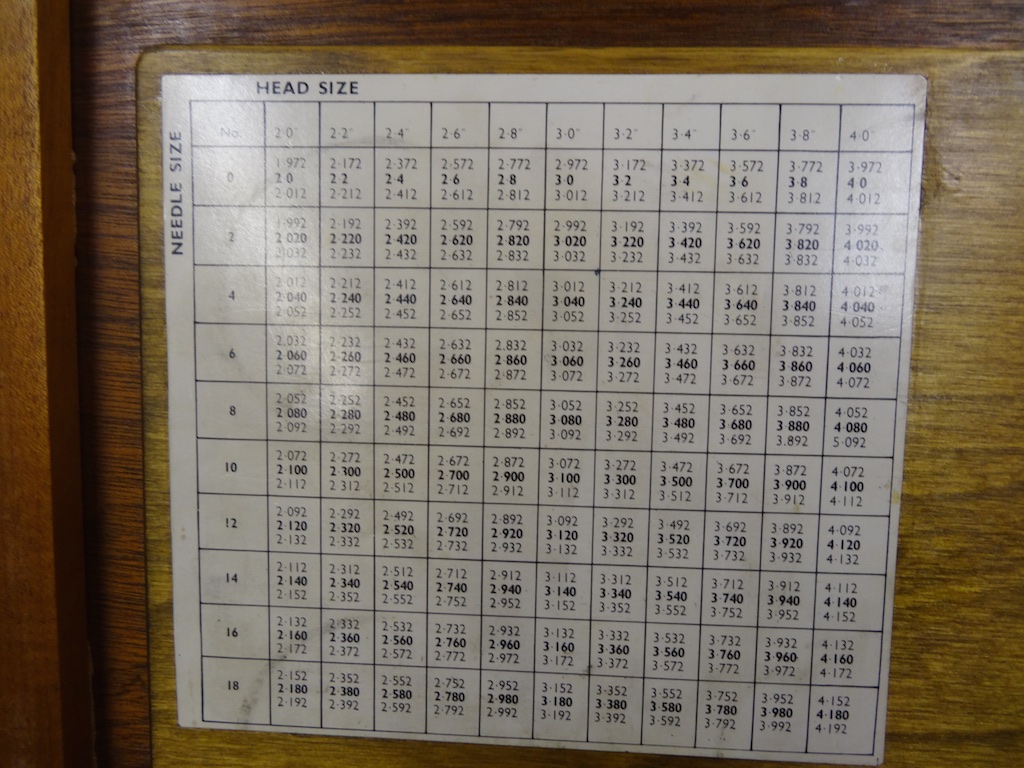 HEAD SIZE
NEEDLE SIZE
No. 2·0" 2·2" 2·4" 2·6" 2·8" 3·0" 3·2" 3·4" 3·6" 3·8" 4·0"
1·972 2·172 2·372 2·572 2·772 2·972 3·172 3·372 3·572 3·772 3·972
0 2·0 2·2 2·4 2·6 2·8 3·0 3·2 3·4 3·6 3·8 4·0
2·012 2·212 2·412 2·612 2·812 3·012 3·212 3·412 3·612 3·812 4·012
1·992 2·192 2·392 2·592 2·792 2·992 3·192 3·392 3·592 3·792 3·992
2 2·020 2·220 2·420 2·620 2·820 3·020 3·220 3·420 3·620 3·820 4·020
2·032 2·232 2·432 2·632 2·832 3·032 3·232 3·432 3·632 3·832 4·032
2·012 2·212 2·412 2·612 2·812 3·012 3·212 3·412 3·612 3·812 4·012
4 2·040 2·240 2·440 2·640 2·840 3·040 3·240 3·440 3·640 3·840 4·040
2·052 2·252 2·452 2·652 2·852 3·052 3·252 3·452 3·652 3·852 4·052
2.032 2·232 2·432 2·632 2.832 3·032 3·232 3·432 3·632 3·832 4·032
6 2·060 2·260 2·460 2·660 2·860 3·060 3·260 3·460 3·660 3·860 4·060
2·072 2·272 2·472 2·672 2·872 3·072 3·272 3·472 3·672 3·872 4·072
2·052 2·252 2·452 2·652 2·852 3·052 3·252 3·452 3·652 3·852 4·052
8 2·080 2·280 2·480 2·680 2·880 3·080 3·280 3·480 3·680 3·880 4·080
2·092 2·292 2·492 2·692 2·892 3·092 3·292 3·492 3·692 3.892 5·092
2·072 2·272 2·472 2·672 2·872 3·072 3·272 3·472 3·672 3·872 4·072
10 2·100 2·300 2·500 2·700 2·900 3·100 3·300 3·500 3·700 3·900 4·100
2·112 2·312 2·512 2·712 2·912 3·112 3·312 3·512 3·712 3·912 4·112
2·092 2·292 2·492 2·692 2·892 3·092 3·292 3·492 3·692 3·892 4·092
12 2·120 2·320 2·520 2·720 2·920 3·120 3·320 3·520 3·720 3·920 4·120
2·132 2·332 2·532 2·732 2·932 3·132 3·332 3·532 3·732 3·932 4·132
2·112 2·312 2·512 2·712 2·912 3·112 3·312 3·512 3·712 3·912 4·112
14 2·140 2·340 2·540 2·740 2·940 3·140 3·340 3·540 3·740 3·940 4·140
2·152 2·352 2·552 2·752 2·952 3·152 3·352 3·552 3·752 3·952 4·152
2·132 2·332 2·532 2·732 2·932 3·132 3·332 3·532 3·732 3·932 4·132
16 2·160 2·360 2·560 2·760 2·960 3·160 3·360 3·560 3·760 3·960 4·160
2·172 2·372 2·572 2·772 2·972 3·172 3·372 3·572 3·772 3·972 4·172
2·152 2·352 2·552 2·752 2·952 3·152 3·352 3·552 3·752 3·952 4·152
18 2·180 2·380 2·580 2·780 2·980 3·180 3·380 3·580 3·780 3·980 4·180
2·192 2·392 2·592 2·792 2·992 3·192 3·392 3·592 3·792 3·992 4·192